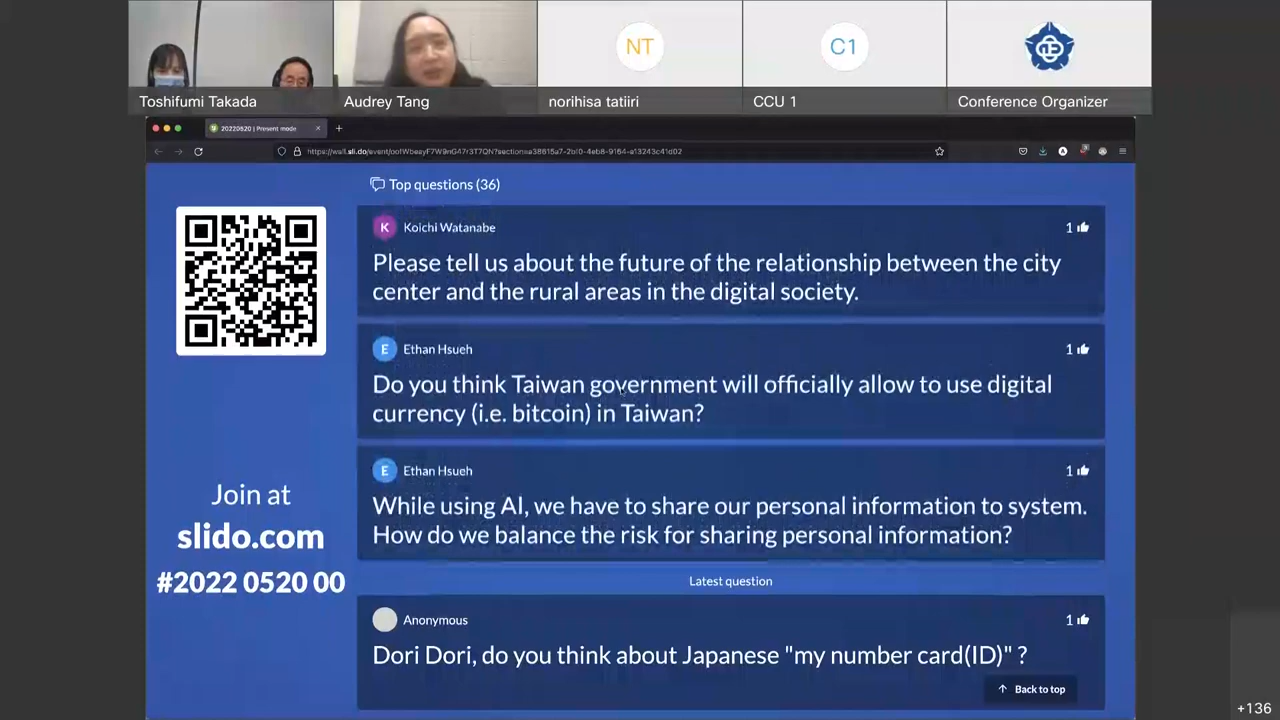 Toshifumi Takada
Audrey Tang
NT
norihisa tatiiri
C1
CCU 1
Conference Organizer
20220520 | Present mode
Top questions (36)
K Koichi Watanabe 1
Please tell us about the future of the relationship between the city
center and the rural areas in the digital society.
E Ethan Hsueh 1
Do you think Taiwan government will officially allow to use digital
currency (i.e. bitcoin) in Taiwan?
E Ethan Hsueh 1
While using AI, we have to share our personal information to system.
How do we balance the risk for sharing personal information?
Latest question
Anonymous 1
Dori Dori, do you think about Japanese "my number card(ID)" ?
Back to top
Join at
slido.com
#2022 0520 00
+136